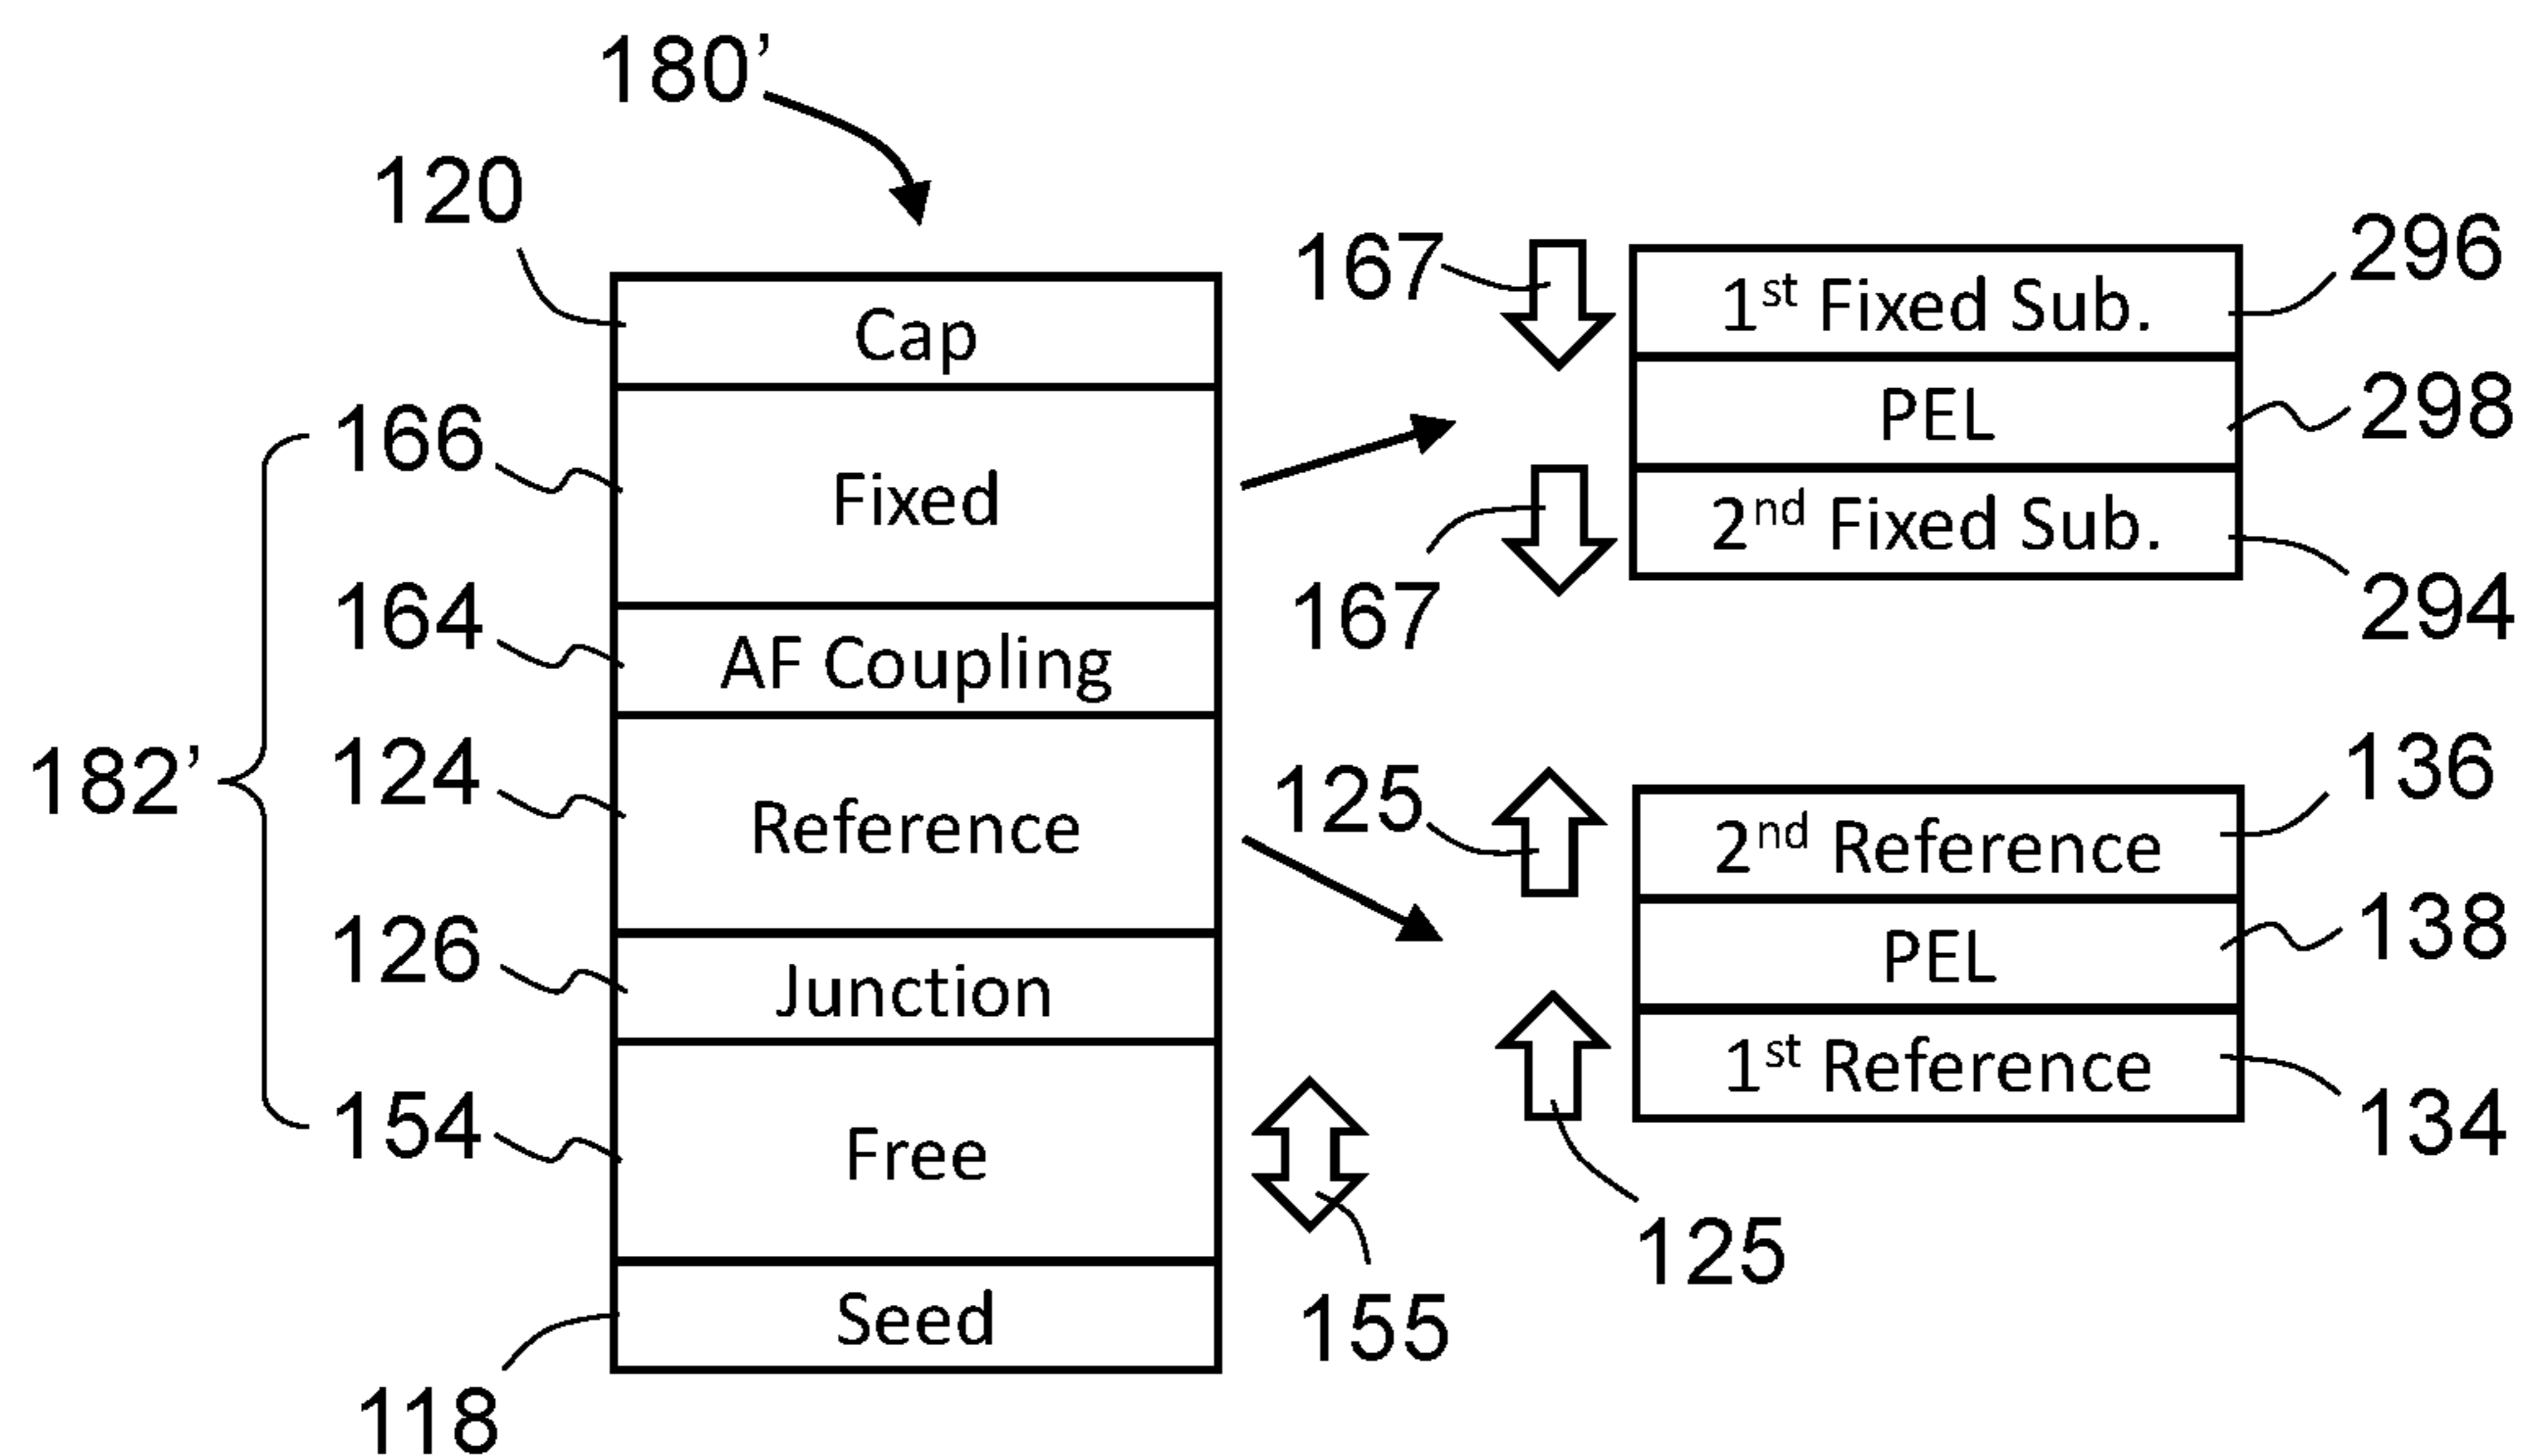 180’
120
167
1st Fixed Sub.
296
Cap
166
PEL
298
Fixed
2nd Fixed Sub.
167
294
164
AF Coupling
182’
124
Reference
125
2nd Reference
136
PEL
138
126
Junction
1st Reference
134
154
Free
125
155
Seed
118